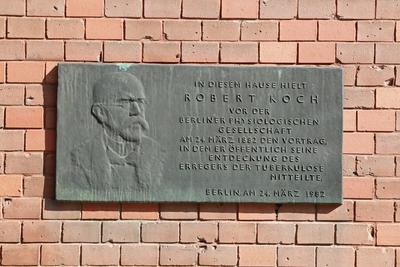 IN DIESEM HAUSE HIELT
ROBERT KOCH
VOR DER
BERLINER PHYSIOLOGISCHEN
GESELLSCHAFT
AM 24. MÄRZ 1882 DEN VORTRAG,
IN DEM ER ÖFFENTLICH SEINE
ENTDECKUNG DES
ERREGERS DER TUBERKULOSE
MITTEILTE.
BERLIN, AM 24. MÄRZ 1982